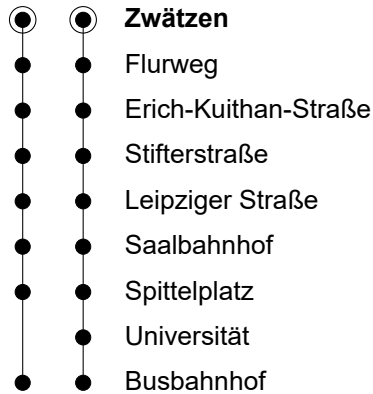 Zwätzen
Flurweg
Erich-Kuithan-Straße
Stifterstraße
Leipziger Straße
Saalbahnhof
Spittelplatz
Universität
Busbahnhof